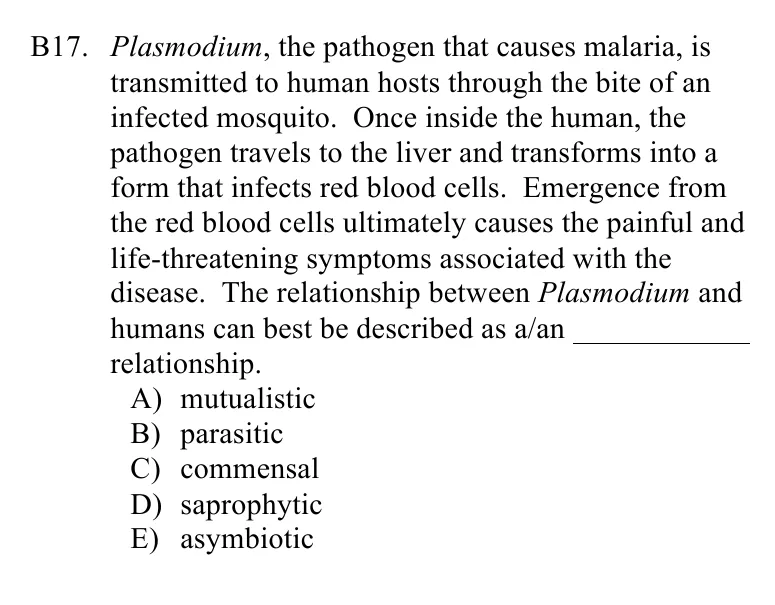 B17. Plasmodium, the pathogen that causes malaria, is
transmitted to human hosts through the bite of an
infected mosquito. Once inside the human, the
pathogen travels to the liver and transforms into a
form that infects red blood cells. Emergence from
the red blood cells ultimately causes the painful and
life-threatening symptoms associated with the
disease. The relationship between Plasmodium and
humans can best be described as a/an ____________
relationship.
A) mutualistic
B) parasitic
C) commensal
D) saprophytic
E) asymbiotic